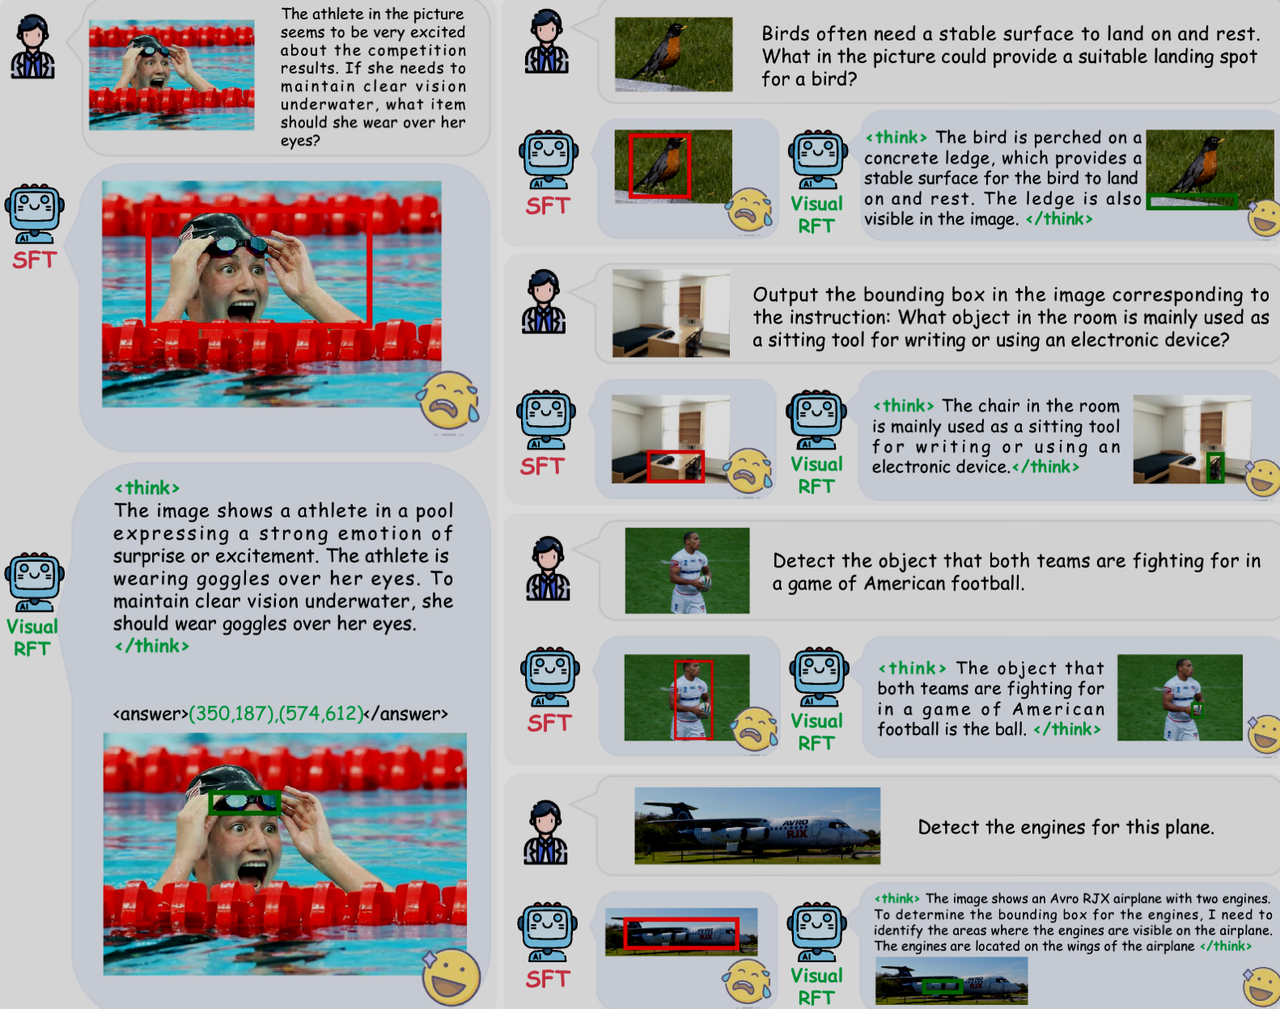 The athlete in the picture
seems to be very excited
about the competition
results. If she needs to
maintain clear vision
underwater, what item
should she wear over her
eyes?
AI
SFT
<think>
The image shows a athlete in a pool
expressing a strong emotion of
surprise or excitement. The athlete is
wearing goggles over her eyes. To
maintain clear vision underwater, she
should wear goggles over her eyes.
</think>
AI
Visual
RFT
<answer>(350,187),(574,612)</answer>
Birds often need a stable surface to land on and rest.
What in the picture could provide a suitable landing spot
for a bird?
AI
SFT
AI
Visual
RFT
<think> The bird is perched on a
concrete ledge, which provides a
stable surface for the bird to land
on and rest. The ledge is also
visible in the image. </think>
Output the bounding box in the image corresponding to
the instruction: What object in the room is mainly used as
a sitting tool for writing or using an electronic device?
AI
SFT
AI
Visual
RFT
<think> The chair in the room
is mainly used as a sitting tool
for writing or using an
electronic device.</think>
Detect the object that both teams are fighting for in
a game of American football.
AI
SFT
AI
Visual
RFT
<think> The object that
both teams are fighting for
in a game of American
football is the ball. </think>
AVRO
RJX
Detect the engines for this plane.
AI
SFT
AVRO
RJX
AI
Visual
RFT
<think> The image shows an Avro RJX airplane with two engines.
To determine the bounding box for the engines, I need to
identify the areas where the engines are visible on the airplane.
The engines are located on the wings of the airplane </think>
AVRO
RJX